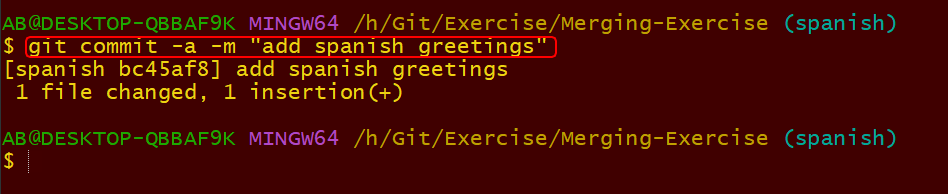 AB@DESKTOP-QBBAF9K MINGW64 /h/Git/Exercise/Merging-Exercise (spanish)
$ git commit -a -m "add spanish greetings"
[spanish bc45af8] add spanish greetings
 1 file changed, 1 insertion(+)
AB@DESKTOP-QBBAF9K MINGW64 /h/Git/Exercise/Merging-Exercise (spanish)
$